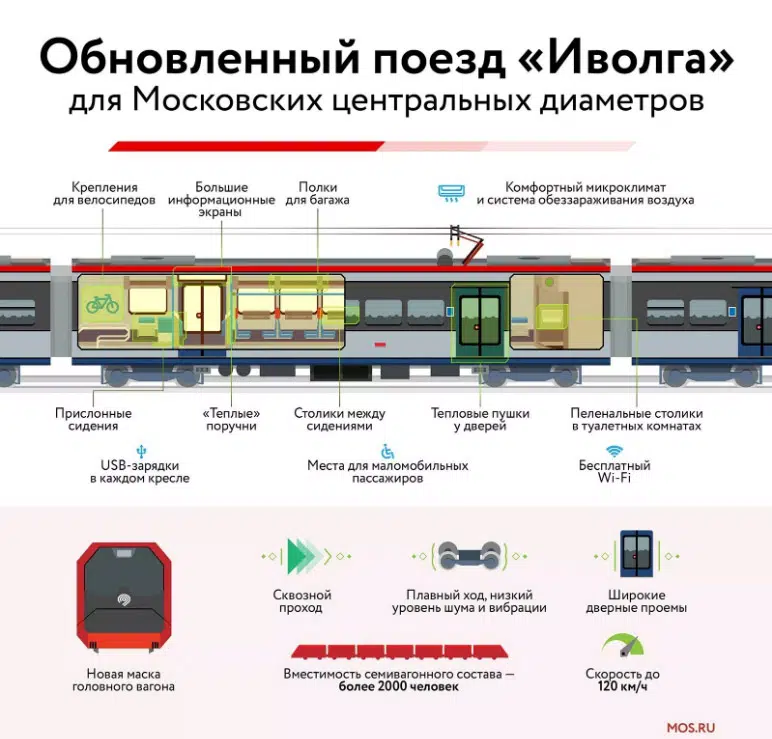 Обновленный поезд «Иволга»
для Московских центральных диаметров
Крепления
для велосипедов
Большие
информационные
экраны
Полки
для багажа
Комфортный микроклимат
и система обеззараживания воздуха
Прислонные
сидения
«Теплые»
поручни
Столики между
сидениями
Тепловые пушки
у дверей
Пеленальные столики
в туалетных комнатах
USB-зарядки
в каждом кресле
Места для маломобильных
пассажиров
Бесплатный
Wi-Fi
Сквозной
проход
Плавный ход, низкий
уровень шума и вибрации
Широкие
дверные проемы
Новая маска
головного вагона
Вместимость семивагонного состава —
более 2000 человек
Скорость до
120 км/ч
MOS.RU